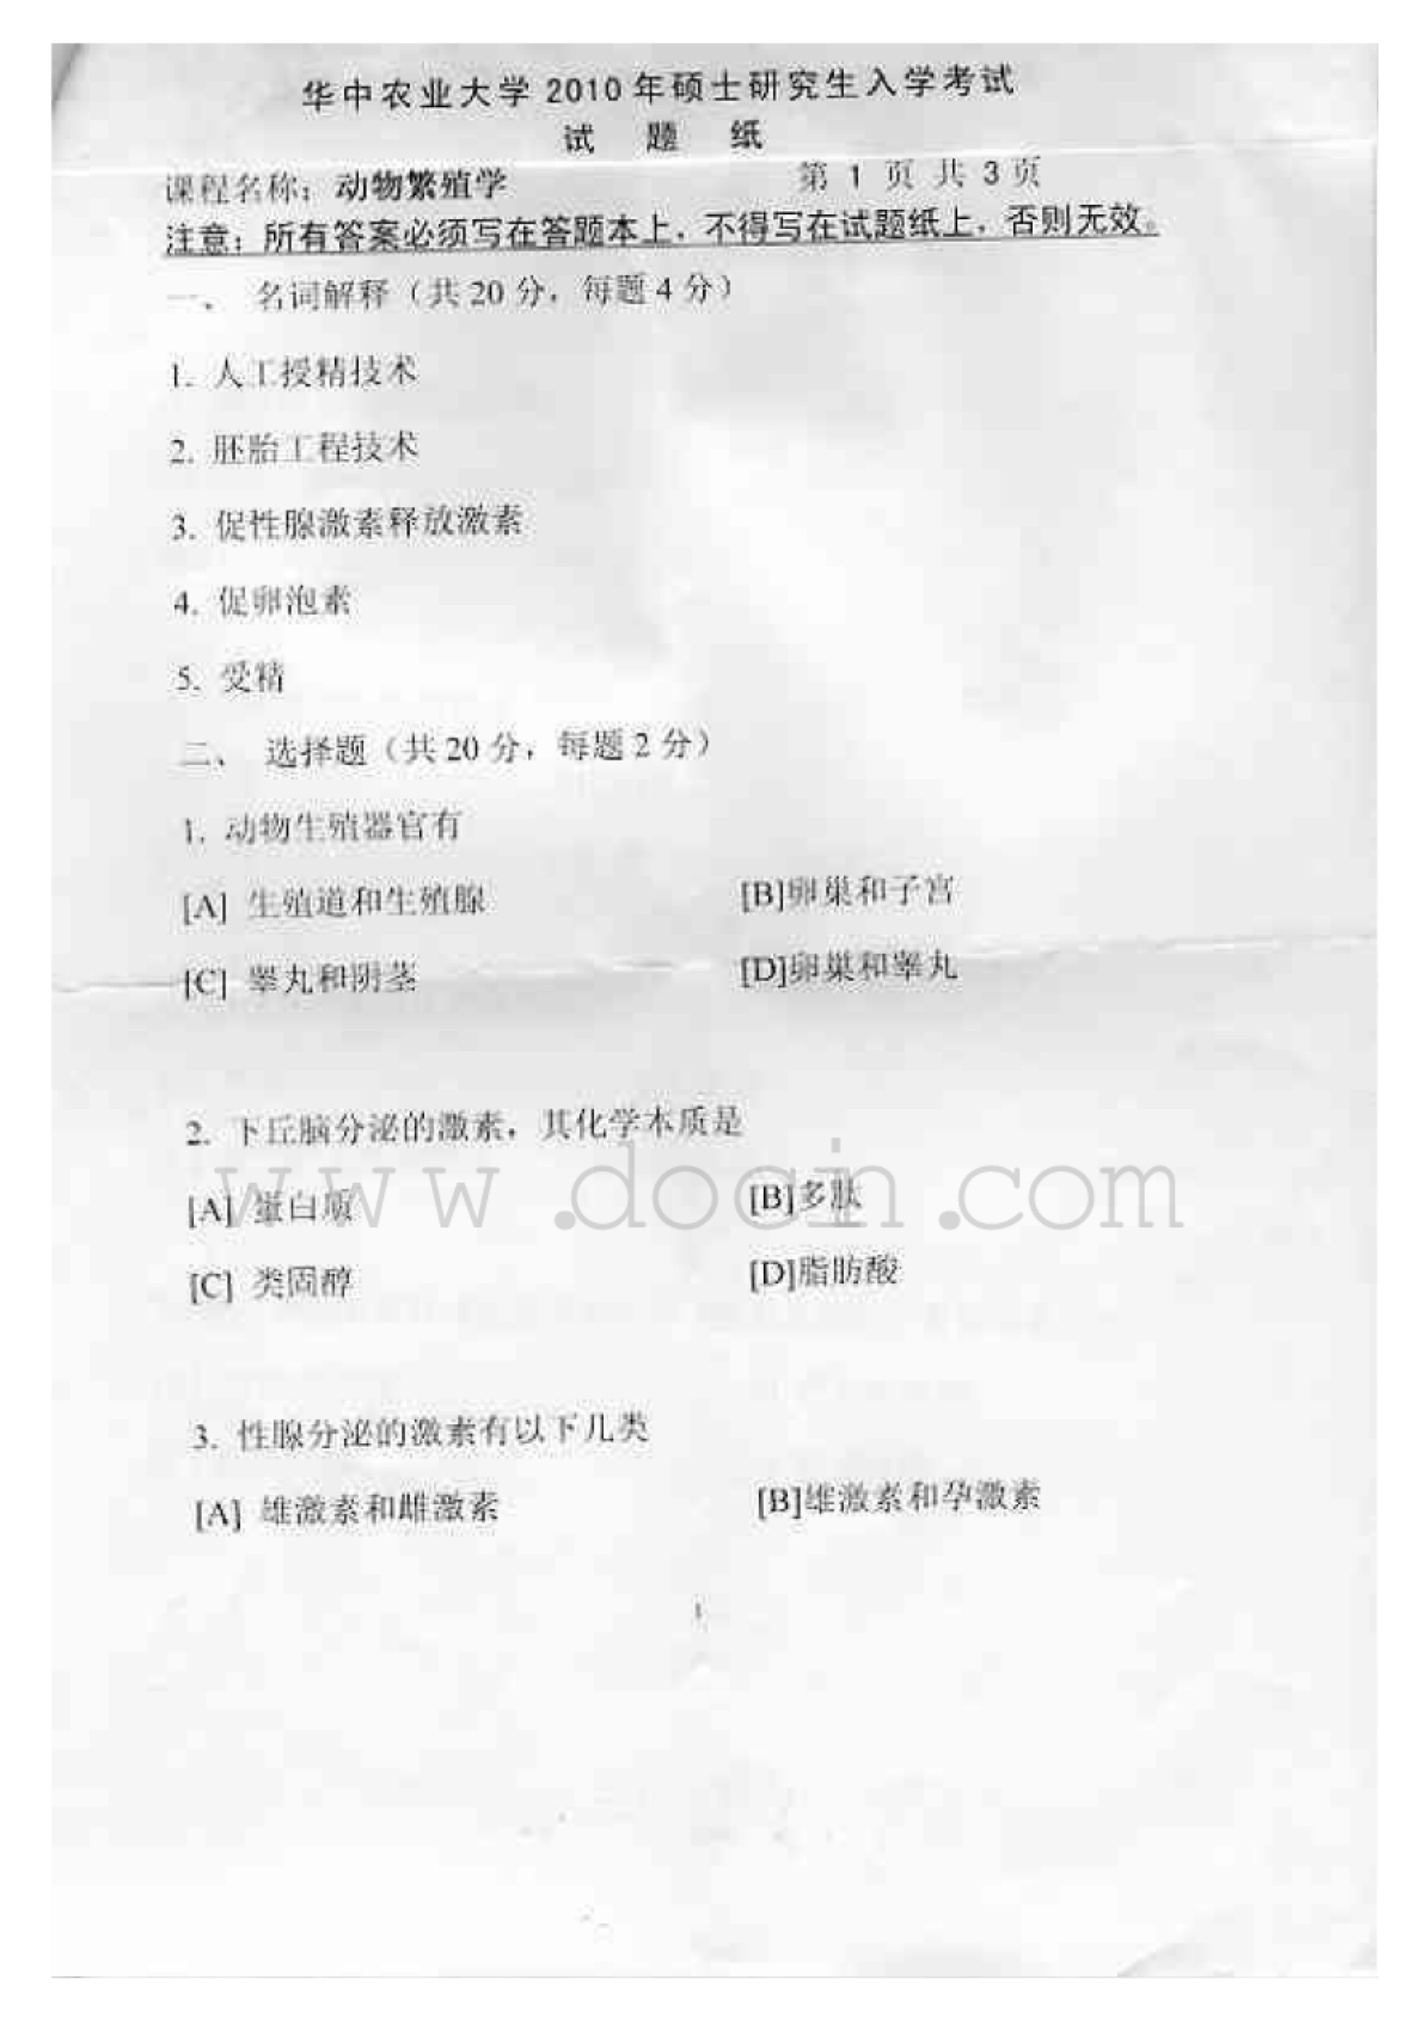 华中农业大学 2010 年硕士研究生入学考试
试 题 纸
课程名称：动物繁殖学 第 1 页 共 3 页
注意：所有答案必须写在答题本上，不得写在试题纸上，否则无效。
一、 名词解释（共 20 分，每题 4 分）
1. 人工授精技术
2. 胚胎工程技术
3. 促性腺激素释放激素
4. 促卵泡素
5. 受精
二、 选择题（共 20 分，每题 2 分）
1. 动物生殖器官有
[A] 生殖道和生殖腺 [B]卵巢和子宫
[C] 睾丸和阴茎 [D]卵巢和睾丸
2. 下丘脑分泌的激素，其化学本质是
www.docin.com
[A] 蛋白质 [B]多肽
[C] 类固醇 [D]脂肪酸
3. 性腺分泌的激素有以下几类
[A] 雄激素和雌激素 [B]雄激素和孕激素
1